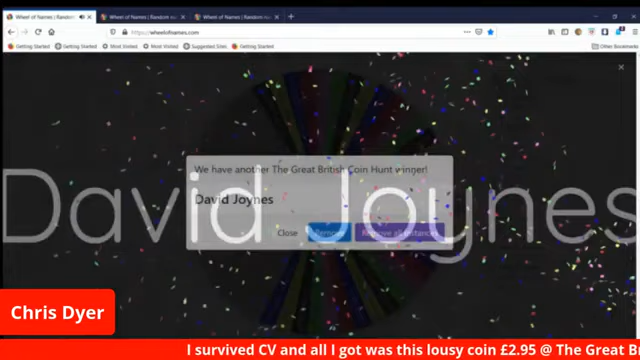 Wheel of Names | Random
Wheel of Names | Random
Wheel of Names | Random
https://wheelofnames.com
Getting Started Getting Started Most Visited Most Visited Suggested Sites Getting Started Other Bookmarks
We have another The Great British Coin Hunt winner!
David Joynes
David Joynes
Close Remove Remove all instances
Chris Dyer
I survived CV and all I got was this lousy coin £2.95 @ The Great B